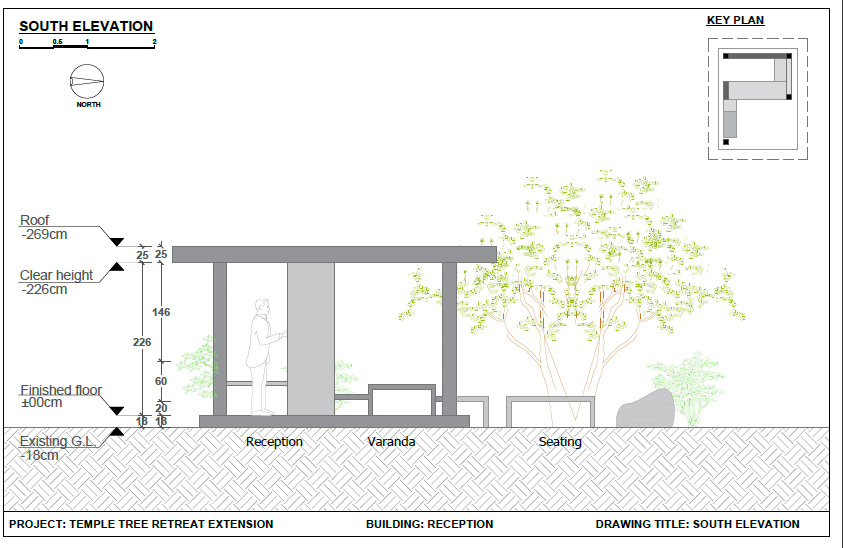 SOUTH ELEVATION
0 0.5 1 2
NORTH
KEY PLAN
Roof
-269cm
25 25
Clear height
-226cm
146
226
60
Finished floor
±00cm
20
18 18
Existing G.L.
-18cm
Reception Varanda Seating
PROJECT: TEMPLE TREE RETREAT EXTENSION BUILDING: RECEPTION DRAWING TITLE: SOUTH ELEVATION